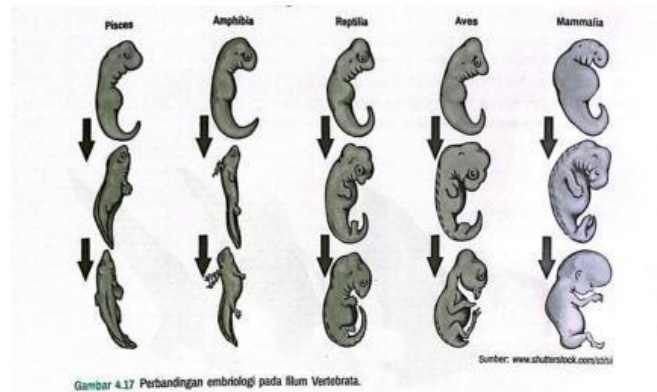 Pisces
Amphibia
Reptilia
Aves
Mammalia
Sumber: www.shutterstock.com/
Gambar 4.17 Perbandingan embriologi pada filum Vertebrata.